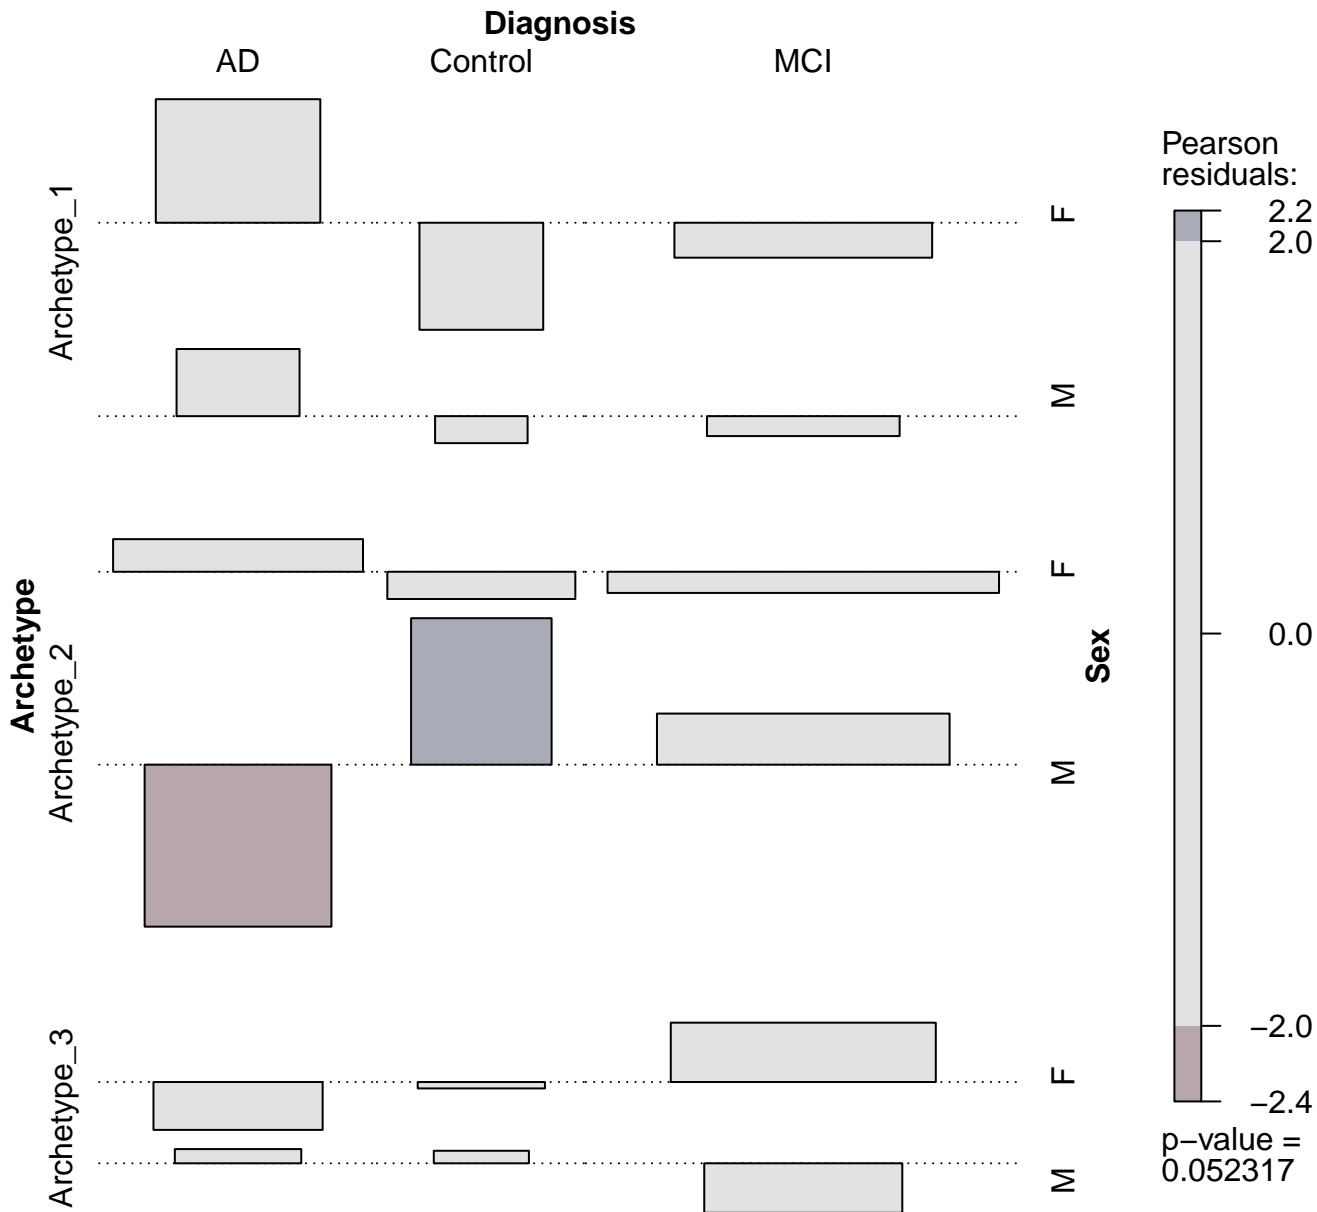 Diagnosis
AD Control MCI
Pearson
residuals:
2.2
2.0
0.0
−2.0
−2.4
p−value =
0.052317
Archetype
Archetype_1
Archetype_2
Archetype_3
Sex
F
M
F
M
F
M